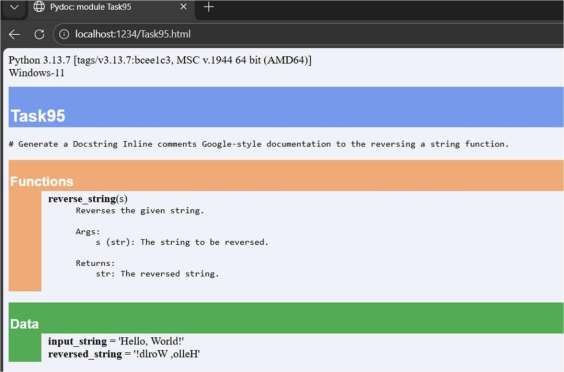 Pydoc: module Task95
localhost:1234/Task95.html
Python 3.13.7 [tags/v3.13.7:bcee1c3, MSC v.1944 64 bit (AMD64)]
Windows-11
Task95
# Generate a Docstring Inline comments Google-style documentation to the reversing a string function.
Functions
reverse_string(s)
Reverses the given string.
Args:
s (str): The string to be reversed.
Returns:
str: The reversed string.
Data
input_string = 'Hello, World!'
reversed_string = '!dlroW ,olleH'